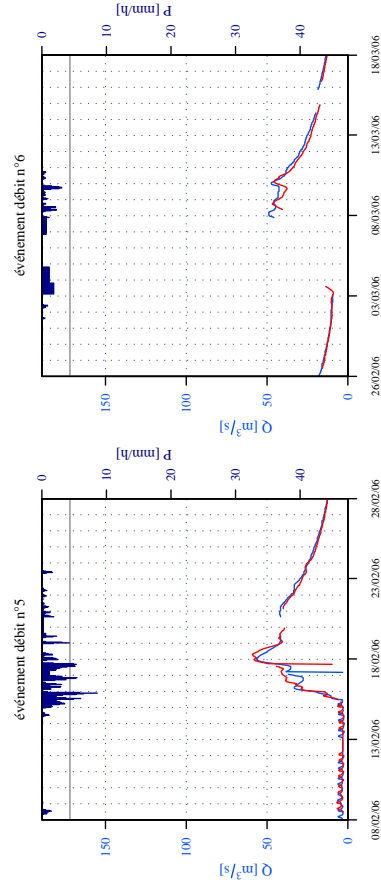 événement débit n°5
P [mm/h]
0 10 20 30 40
Q [m³/s]
0 50 100 150
08/02/06 13/02/06 18/02/06 23/02/06 28/02/06
événement débit n°6
P [mm/h]
0 10 20 30 40
Q [m³/s]
0 50 100 150
26/02/06 03/03/06 08/03/06 13/03/06 18/03/06